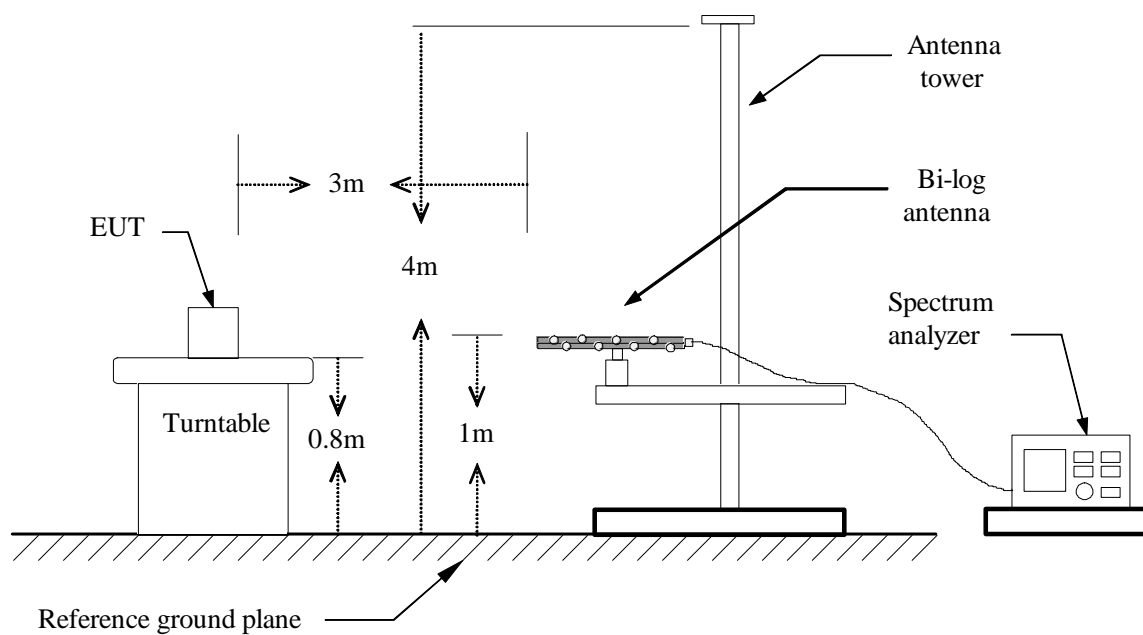 Antenna
tower
3m
Bi-log
antenna
EUT
4m
Spectrum
analyzer
Turntable
0.8m
1m
Reference ground plane